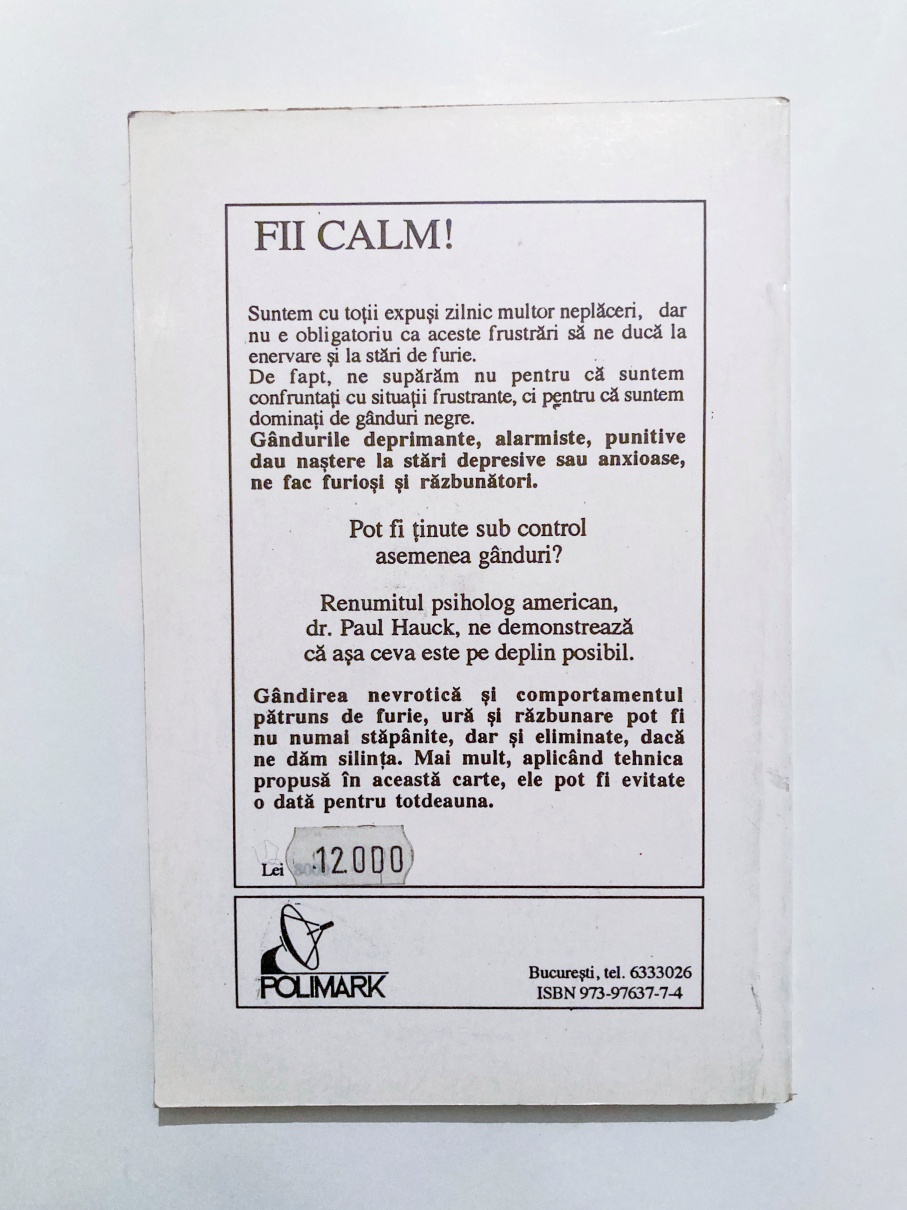 FII CALM!
Suntem cu toții expuși zilnic multor neplăceri, dar
nu e obligatoriu ca aceste frustrări să ne ducă la
enervare și la stări de furie.
De fapt, ne supărăm nu pentru că suntem
confruntați cu situații frustrante, ci pentru că suntem
dominați de gânduri negre.
Gândurile deprimante, alarmiste, punitive
dau naștere la stări depresive sau anxioase,
ne fac furioși și răzbunători.
Pot fi ținute sub control
asemenea gânduri?
Renumitul psiholog american,
dr. Paul Hauck, ne demonstrează
că așa ceva este pe deplin posibil.
Gândirea nevrotică și comportamentul
pătruns de furie, ură și răzbunare pot fi
nu numai stăpânite, dar și eliminate, dacă
ne dăm silința. Mai mult, aplicând tehnica
propusă în această carte, ele pot fi evitate
o dată pentru totdeauna.
Lei 12.000
POLIMARK
București, tel. 6333026
ISBN 973-97637-7-4